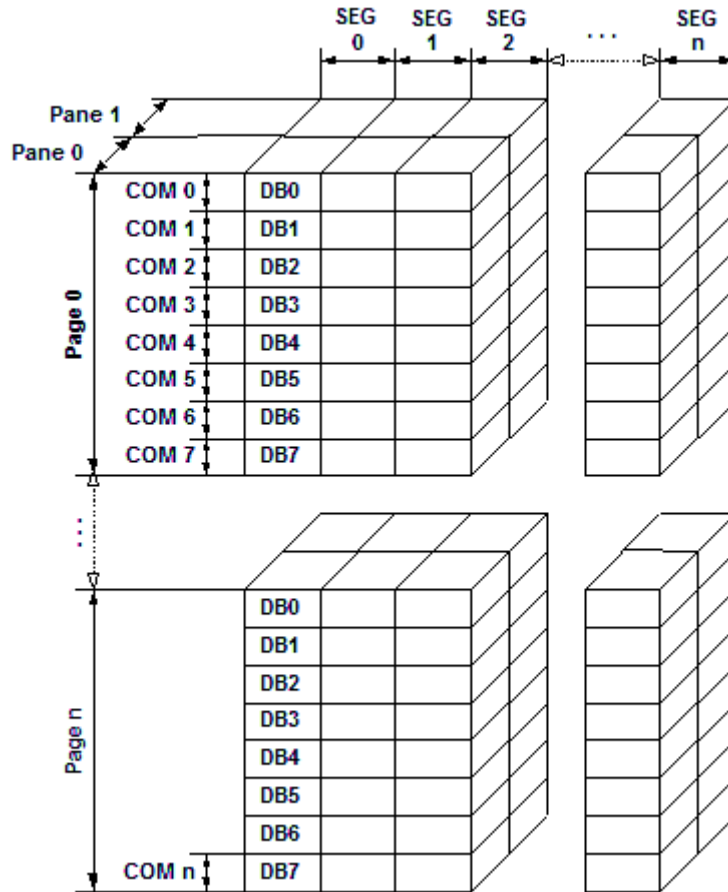 SEG 0 SEG 1 SEG 2 ... SEG n
Pane 1
Pane 0
Page 0
COM 0 DB0
COM 1 DB1
COM 2 DB2
COM 3 DB3
COM 4 DB4
COM 5 DB5
COM 6 DB6
COM 7 DB7
...
Page n
DB0
DB1
DB2
DB3
DB4
DB5
DB6
COM n DB7